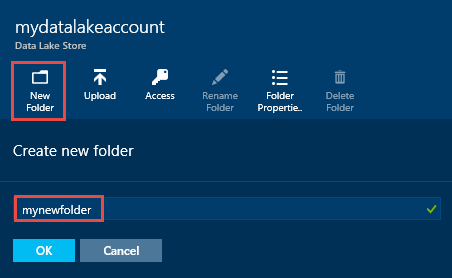 mydatalakeaccount
Data Lake Store
New Folder
Upload
Access
Rename Folder
Folder Propertie..
Delete Folder
Create new folder
mynewfolder
OK
Cancel